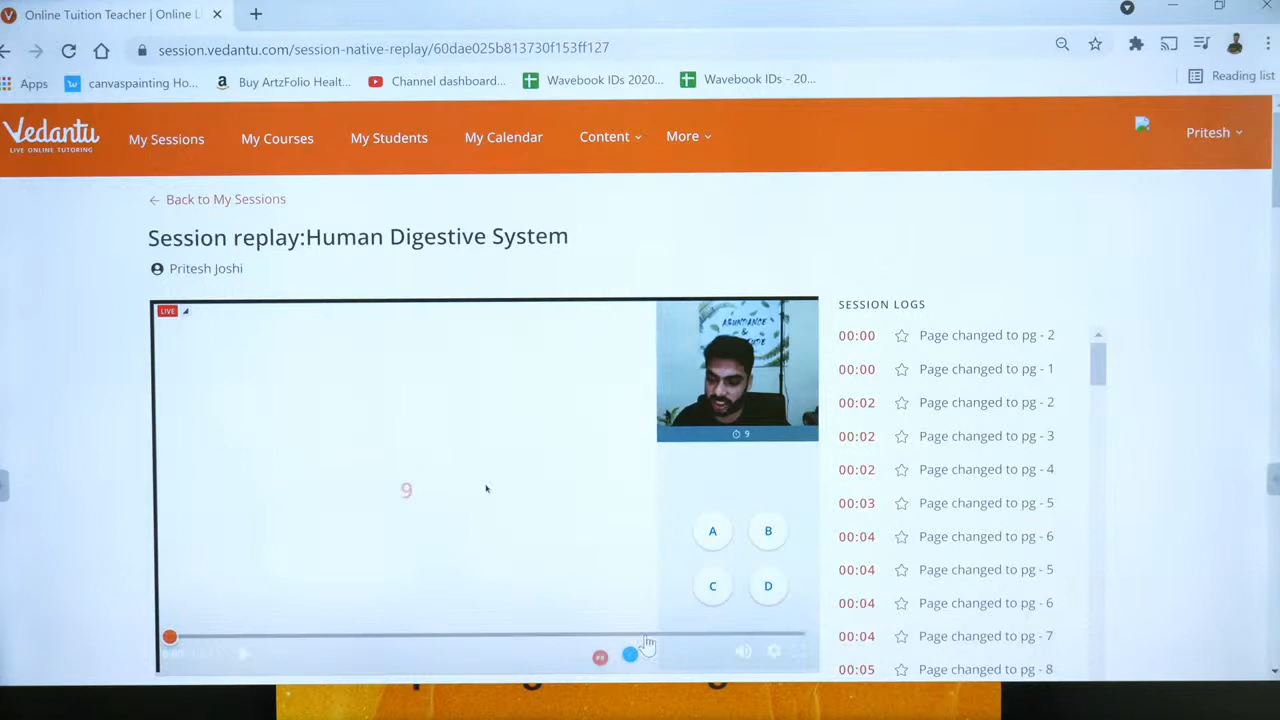 Online Tuition Teacher | Online L
session.vedantu.com/session-native-replay/60dae025b813730f153ff127
Apps
canvaspainting Ho...
Buy ArtzFolio Healt...
Channel dashboard...
Wavebook IDs 2020...
Wavebook IDs - 20...
Reading list
Vedantu
LIVE ONLINE TUTORING
My Sessions
My Courses
My Students
My Calendar
Content
More
Pritesh
Back to My Sessions
Session replay:Human Digestive System
Pritesh Joshi
LIVE
ABUNDANCE
&
9
9
A
B
C
D
SESSION LOGS
00:00 Page changed to pg - 2
00:00 Page changed to pg - 1
00:02 Page changed to pg - 2
00:02 Page changed to pg - 3
00:02 Page changed to pg - 4
00:03 Page changed to pg - 5
00:04 Page changed to pg - 6
00:04 Page changed to pg - 5
00:04 Page changed to pg - 6
00:04 Page changed to pg - 7
00:05 Page changed to pg - 8